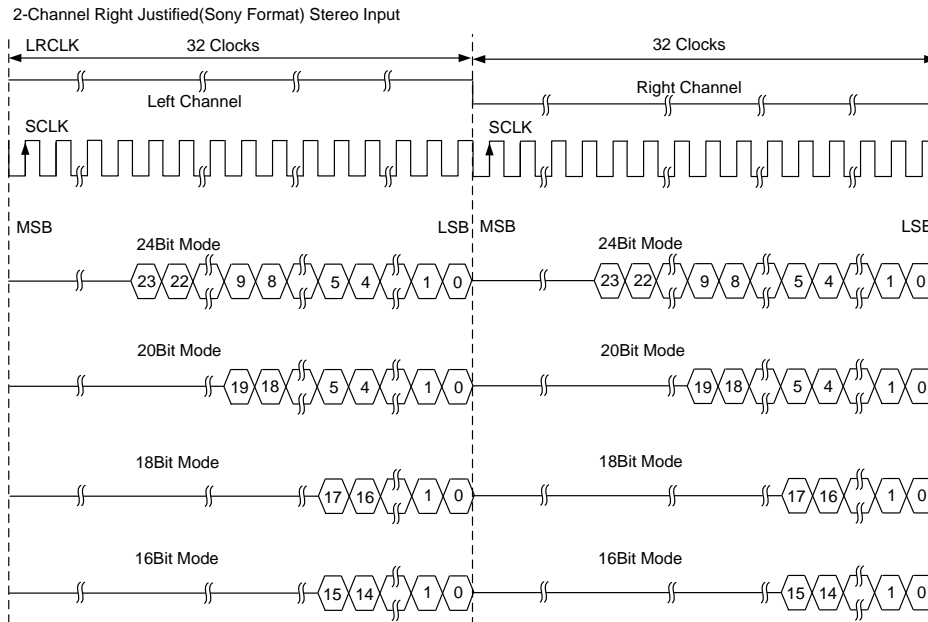 2-Channel Right Justified(Sony Format) Stereo Input
LRCLK 32 Clocks 32 Clocks
Left Channel Right Channel
SCLK SCLK
MSB LSB MSB LSB
24Bit Mode 24Bit Mode
23 22 9 8 5 4 1 0 23 22 9 8 5 4 1 0
20Bit Mode 20Bit Mode
19 18 5 4 1 0 19 18 5 4 1 0
18Bit Mode 18Bit Mode
17 16 1 0 17 16 1 0
16Bit Mode 16Bit Mode
15 14 1 0 15 14 1 0